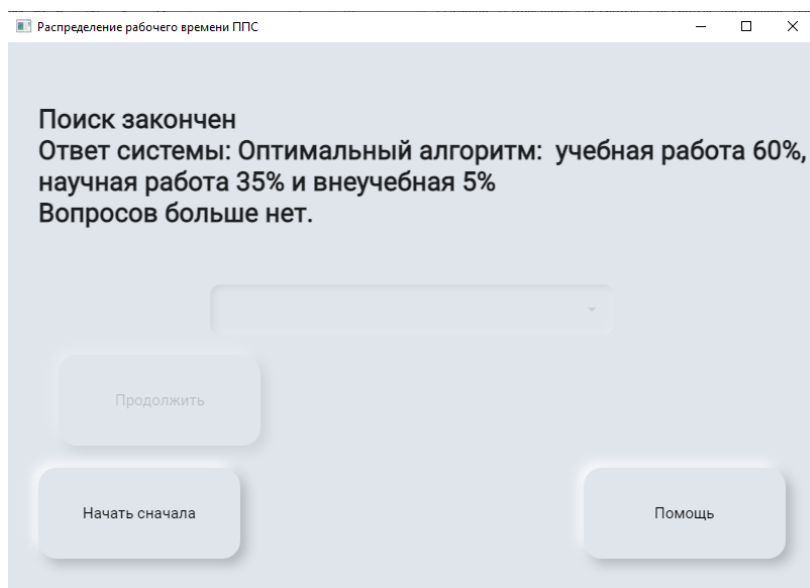 Распределение рабочего времени ППС
Поиск закончен
Ответ системы: Оптимальный алгоритм:  учебная работа 60%,
научная работа 35% и внеучебная 5%
Вопросов больше нет.
Продолжить
Начать сначала
Помощь